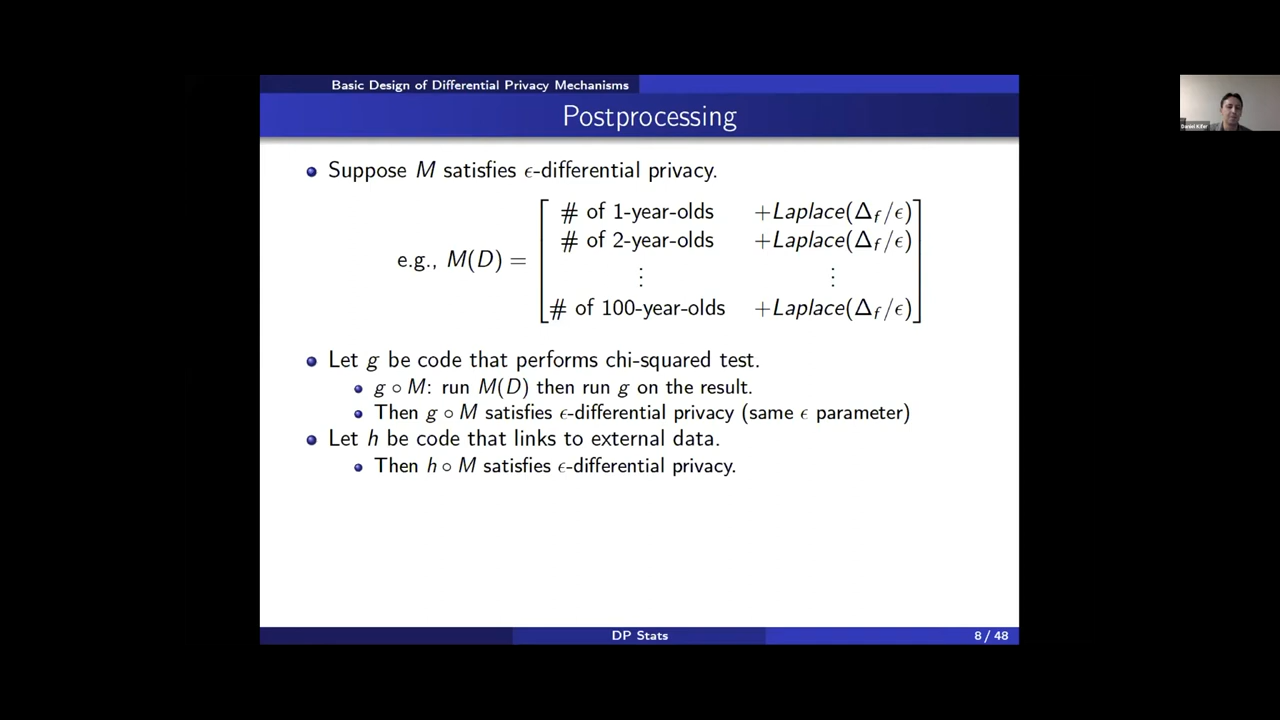 Basic Design of Differential Privacy Mechanisms
Postprocessing
Suppose M satisfies ϵ-differential privacy.
# of 1-year-olds +Laplace(Δf/ϵ)
# of 2-year-olds +Laplace(Δf/ϵ)
e.g., M(D) =
⋮ ⋮
# of 100-year-olds +Laplace(Δf/ϵ)
Let g be code that performs chi-squared test.
g ∘ M: run M(D) then run g on the result.
Then g ∘ M satisfies ϵ-differential privacy (same ϵ parameter)
Let h be code that links to external data.
Then h ∘ M satisfies ϵ-differential privacy.
DP Stats
8 / 48
Daniel Kifer